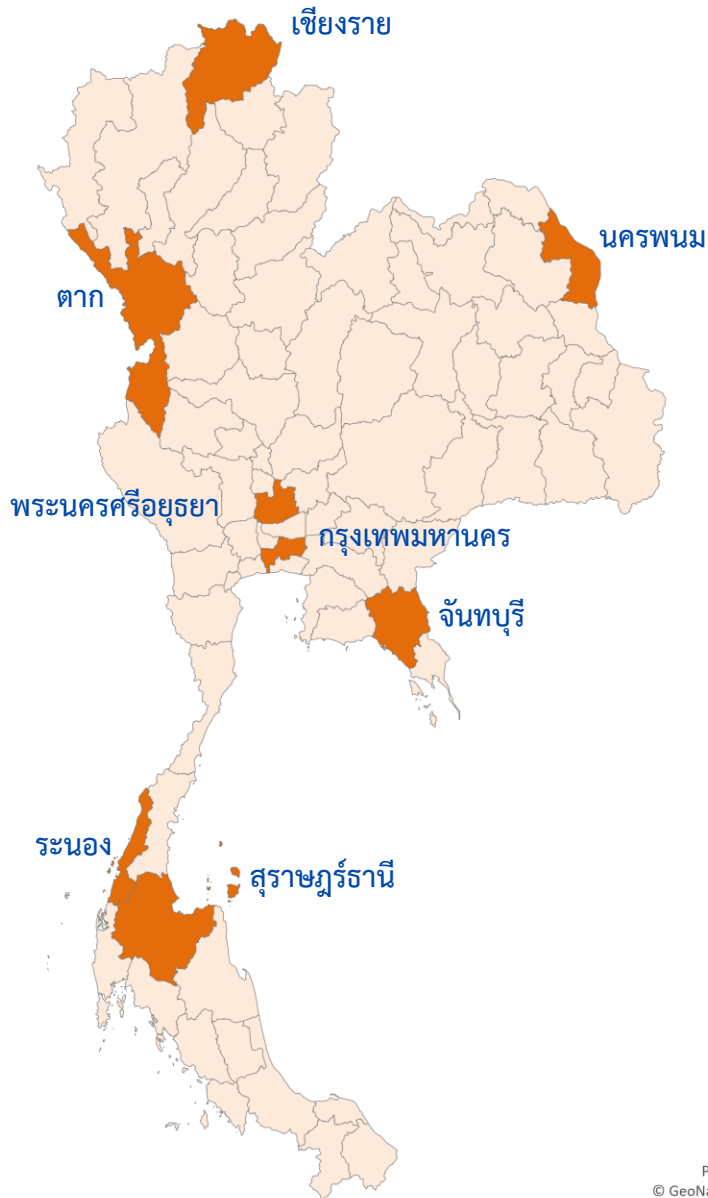 เชียงราย
นครพนม
ตาก
พระนครศรีอยุธยา
กรุงเทพมหานคร
จันทบุรี
ระนอง
สุราษฎร์ธานี
P
© GeoNa